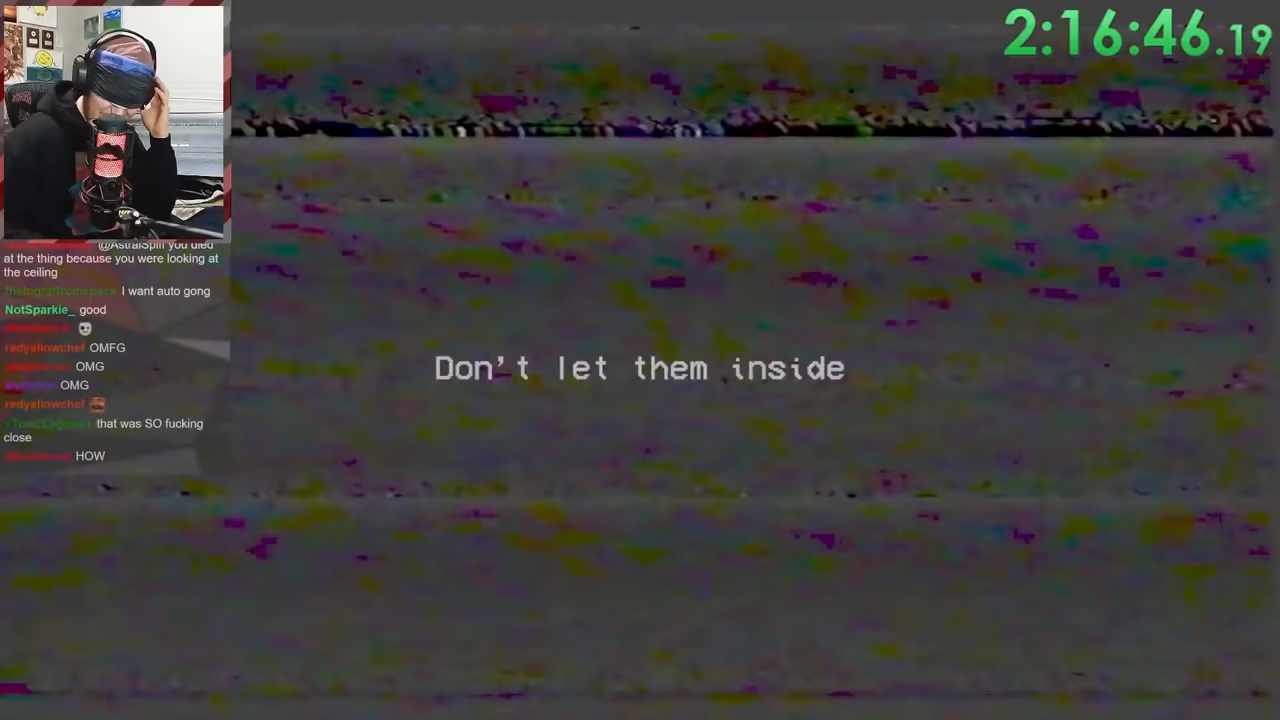 2:16:46.19
@AstralSpiff you died
at the thing because you were looking at
the ceiling
I want auto gong
NotSparkie_ good
redyellowchef OMFG
OMG
OMG
redyellowchef
that was SO fucking
close
HOW
Don't let them inside